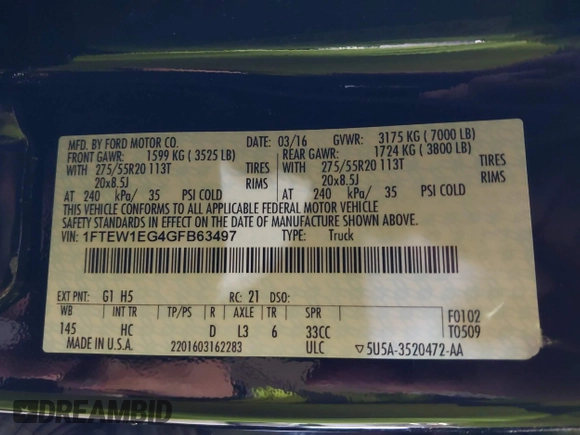 MFD. BY FORD MOTOR CO.
DATE: 03/16 GVWR: 3175 KG ( 7000 LB)
FRONT GAWR: 1599 KG ( 3525 LB)
REAR GAWR: 1724 KG ( 3800 LB)
WITH 275/55R20 113T TIRES WITH 275/55R20 113T TIRES
20x8.5J RIMS 20x8.5J RIMS
AT 240 kPa/ 35 PSI COLD AT 240 kPa/ 35 PSI COLD
THIS VEHICLE CONFORMS TO ALL APPLICABLE FEDERAL MOTOR VEHICLE
SAFETY STANDARDS IN EFFECT ON THE DATE OF MANUFACTURE SHOWN ABOVE.
VIN: 1FTEW1EG4GFB63497 TYPE: Truck
EXT PNT: G1 H5 RC: 21 DSO:
WB INT TR TP/PS R AXLE TR SPR F0102
145 HC D L3 6 33CC T0509
MADE IN U.S.A. 2201603162283 ULC ▽5U5A-3520472-AA
DREAMBID